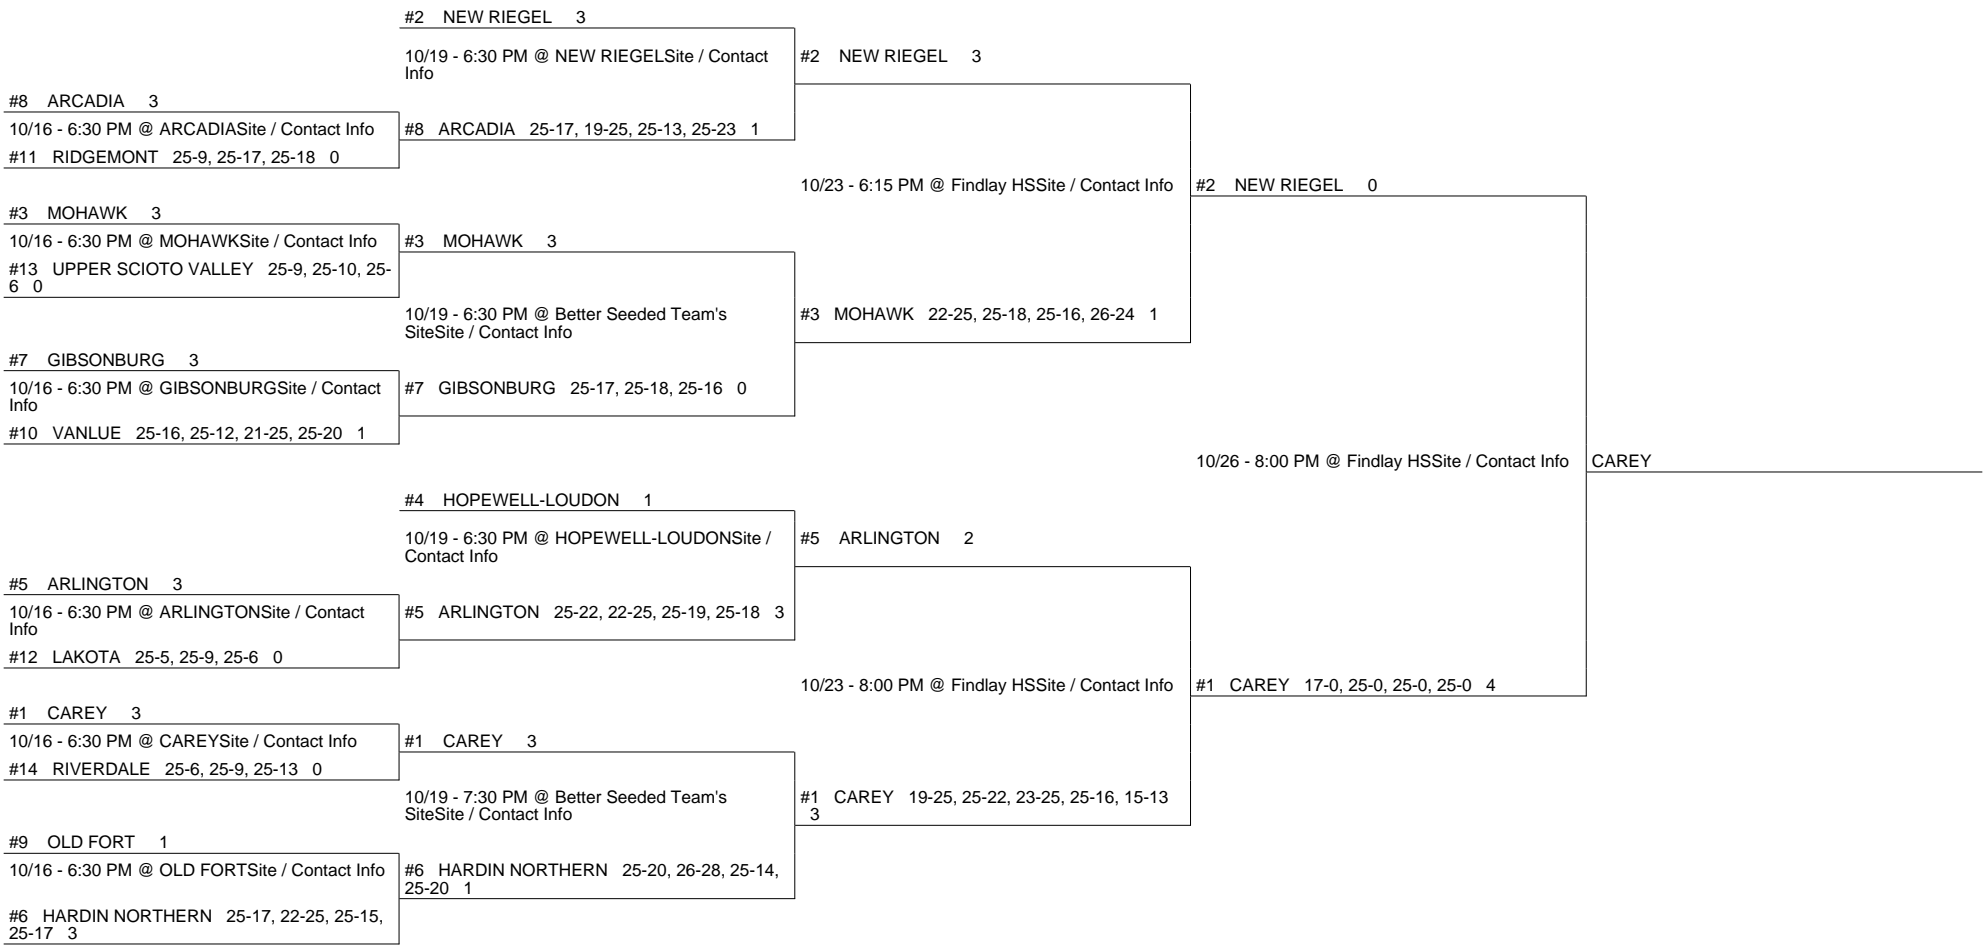 #2 NEW RIEGEL 3
10/19 - 6:30 PM @ NEW RIEGELSite / Contact
Info
#2 NEW RIEGEL 3
#8 ARCADIA 3
10/16 - 6:30 PM @ ARCADIASite / Contact Info
#8 ARCADIA 25-17, 19-25, 25-13, 25-23 1
#11 RIDGEMONT 25-9, 25-17, 25-18 0
10/23 - 6:15 PM @ Findlay HSSite / Contact Info
#2 NEW RIEGEL 0
#3 MOHAWK 3
10/16 - 6:30 PM @ MOHAWKSite / Contact Info
#3 MOHAWK 3
#13 UPPER SCIOTO VALLEY 25-9, 25-10, 25-
6 0
10/19 - 6:30 PM @ Better Seeded Team's
SiteSite / Contact Info
#3 MOHAWK 22-25, 25-18, 25-16, 26-24 1
#7 GIBSONBURG 3
10/16 - 6:30 PM @ GIBSONBURGSite / Contact
Info
#7 GIBSONBURG 25-17, 25-18, 25-16 0
#10 VANLUE 25-16, 25-12, 21-25, 25-20 1
10/26 - 8:00 PM @ Findlay HSSite / Contact Info
CAREY
#4 HOPEWELL-LOUDON 1
10/19 - 6:30 PM @ HOPEWELL-LOUDONSite /
Contact Info
#5 ARLINGTON 2
#5 ARLINGTON 3
10/16 - 6:30 PM @ ARLINGTONSite / Contact
Info
#5 ARLINGTON 25-22, 22-25, 25-19, 25-18 3
#12 LAKOTA 25-5, 25-9, 25-6 0
10/23 - 8:00 PM @ Findlay HSSite / Contact Info
#1 CAREY 17-0, 25-0, 25-0, 25-0 4
#1 CAREY 3
10/16 - 6:30 PM @ CAREYSite / Contact Info
#1 CAREY 3
#14 RIVERDALE 25-6, 25-9, 25-13 0
10/19 - 7:30 PM @ Better Seeded Team's
SiteSite / Contact Info
#1 CAREY 19-25, 25-22, 23-25, 25-16, 15-13
3
#9 OLD FORT 1
10/16 - 6:30 PM @ OLD FORTSite / Contact Info
#6 HARDIN NORTHERN 25-20, 26-28, 25-14,
25-20 1
#6 HARDIN NORTHERN 25-17, 22-25, 25-15,
25-17 3